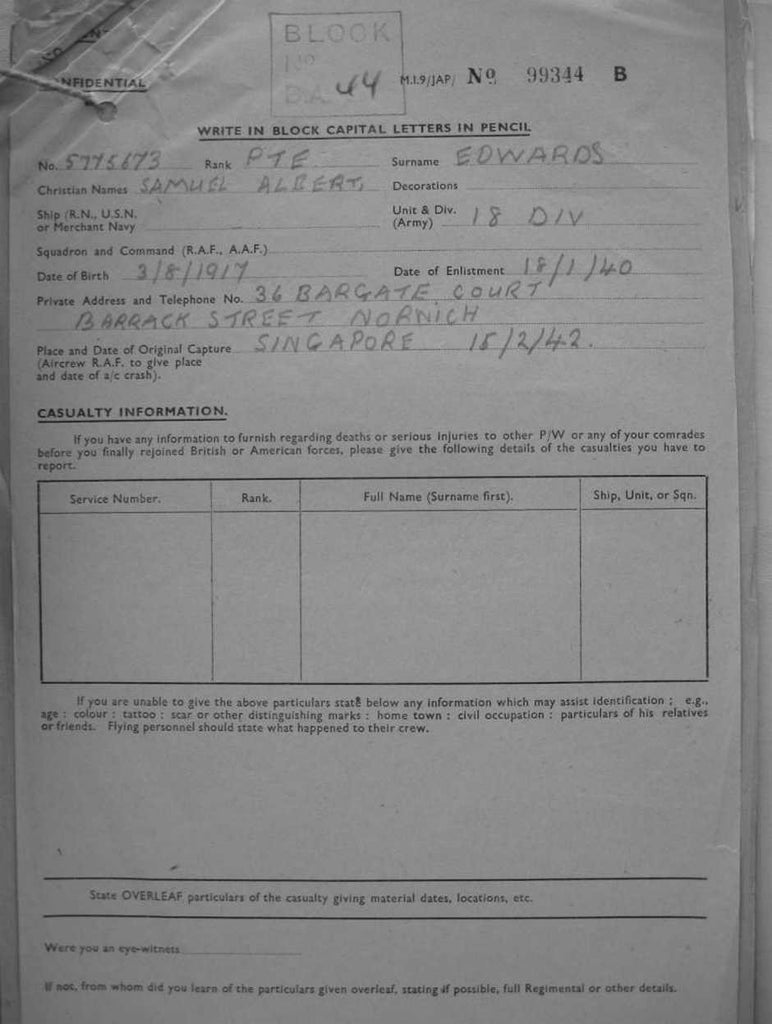 BLOCK
No
B.A. 44
CONFIDENTIAL
M.I.9/JAP/ No 99344 B
WRITE IN BLOCK CAPITAL LETTERS IN PENCIL
No. 5775673 Rank PTE Surname EDWARDS
Christian Names SAMUEL ALBERT. Decorations
Ship (R.N., U.S.N. or Merchant Navy Unit & Div. (Army) 18 DIV
Squadron and Command (R.A.F., A.A.F.)
Date of Birth 3/8/1917 Date of Enlistment 18/1/40
Private Address and Telephone No. 36 BARGATE COURT
BARRACK STREET NORWICH
Place and Date of Original Capture SINGAPORE 15/2/42.
(Aircrew R.A.F. to give place
and date of a/c crash).
CASUALTY INFORMATION.
If you have any information to furnish regarding deaths or serious injuries to other P/W or any of your comrades
before you finally rejoined British or American forces, please give the following details of the casualties you have to
report.
Service Number. Rank. Full Name (Surname first). Ship, Unit, or Sqn.
If you are unable to give the above particulars state below any information which may assist identification ; e.g.,
age : colour : tattoo : scar or other distinguishing marks : home town : civil occupation : particulars of his relatives
or friends. Flying personnel should state what happened to their crew.
State OVERLEAF particulars of the casualty giving material dates, locations, etc.
Were you an eye-witness
If not, from whom did you learn of the particulars given overleaf, stating if possible, full Regimental or other details.